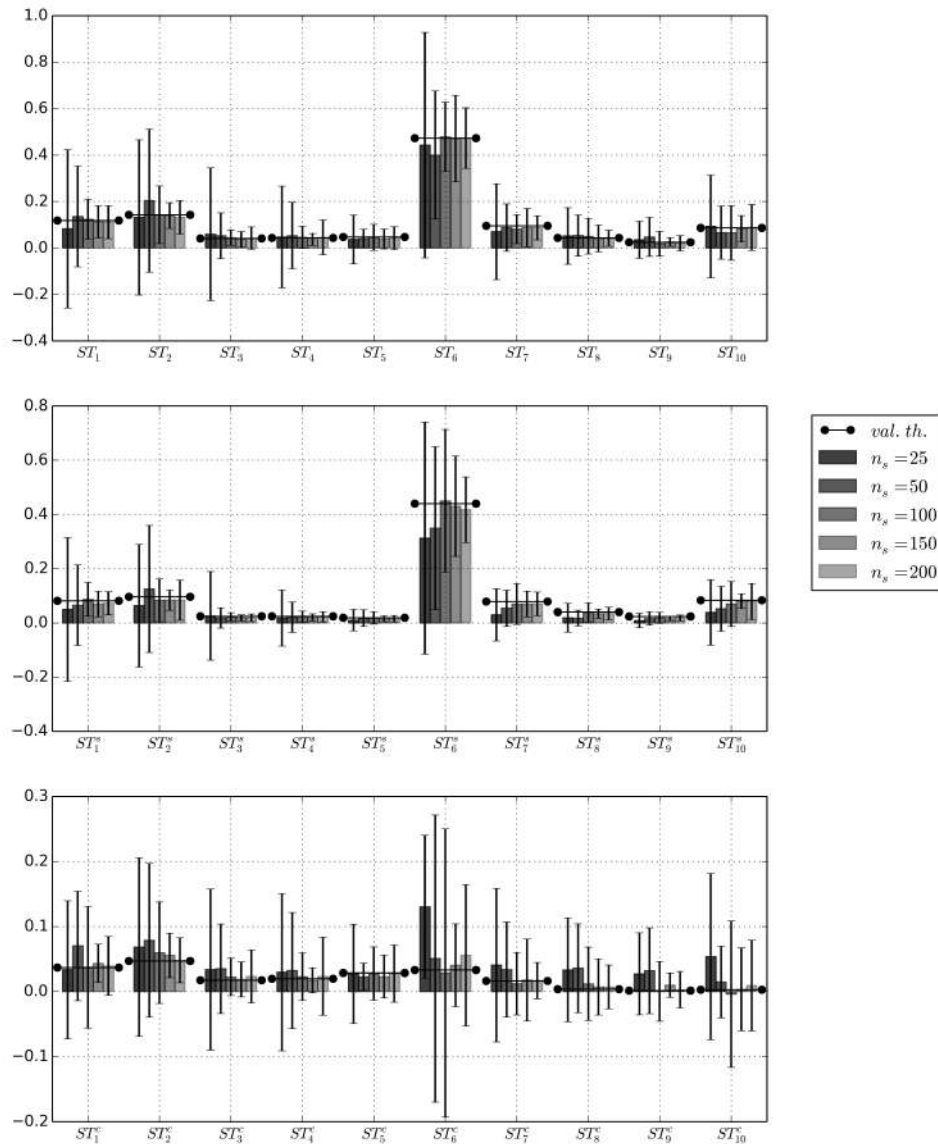 1.0
0.8
0.6
0.4
0.2
0.0
−0.2
−0.4
ST₁ ST₂ ST₃ ST₄ ST₅ ST₆ ST₇ ST₈ ST₉ ST₁₀
0.8
0.6
0.4
0.2
0.0
−0.2
−0.4
ST₁ˢ ST₂ˢ ST₃ˢ ST₄ˢ ST₅ˢ ST₆ˢ ST₇ˢ ST₈ˢ ST₉ˢ ST₁₀ˢ
val. th.
nₛ =25
nₛ =50
nₛ =100
nₛ =150
nₛ =200
0.3
0.2
0.1
0.0
−0.1
−0.2
ST₁ᶜ ST₂ᶜ ST₃ᶜ ST₄ᶜ ST₅ᶜ ST₆ᶜ ST₇ᶜ ST₈ᶜ ST₉ᶜ ST₁₀ᶜ